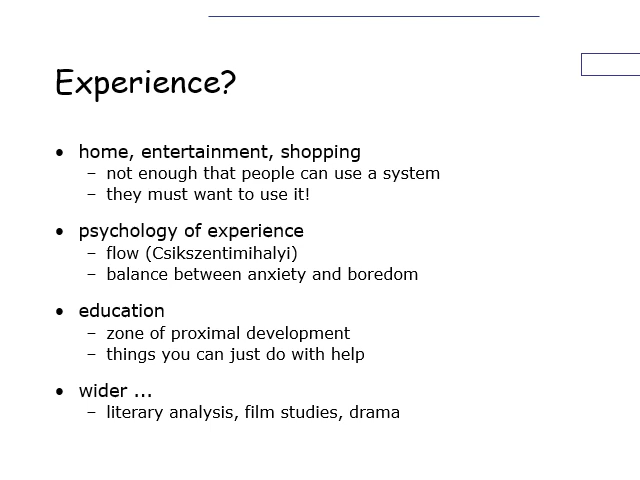 Experience?
• home, entertainment, shopping
– not enough that people can use a system
– they must want to use it!
• psychology of experience
– flow (Csikszentimihalyi)
– balance between anxiety and boredom
• education
– zone of proximal development
– things you can just do with help
• wider ...
– literary analysis, film studies, drama